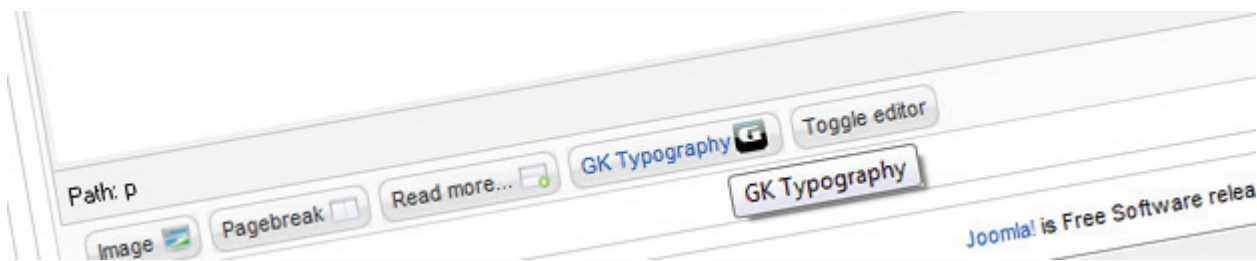 Path: p
Image
Pagebreak
Read more...
GK Typography
Toggle editor
GK Typography
Joomla! is Free Software relea